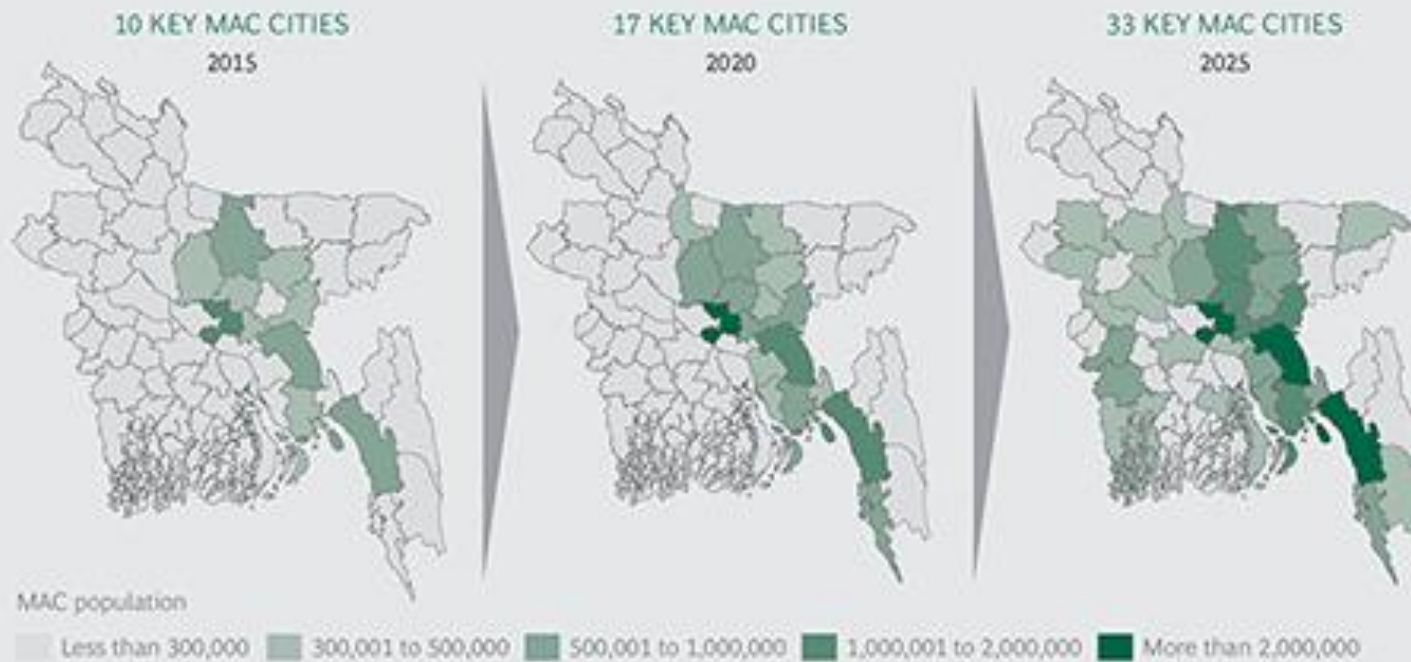 10 KEY MAC CITIES
2015
17 KEY MAC CITIES
2020
33 KEY MAC CITIES
2025
MAC population
Less than 300,000
300,001 to 500,000
500,001 to 1,000,000
1,000,001 to 2,000,000
More than 2,000,000